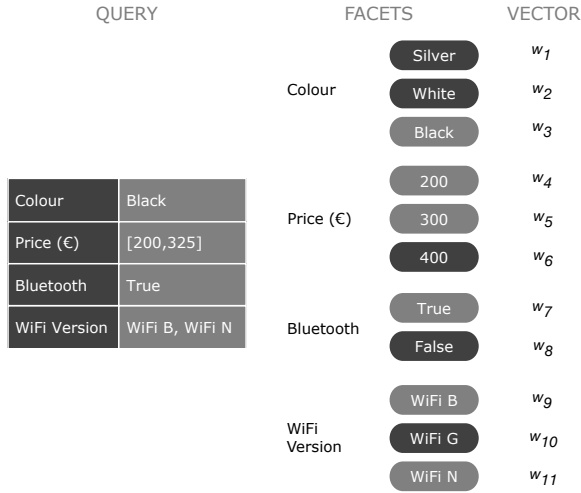 QUERY FACETS VECTOR
Colour Black
Price (€) [200,325]
Bluetooth True
WiFi Version WiFi B, WiFi N
Colour
Silver w1
White w2
Black w3
Price (€)
200 w4
300 w5
400 w6
Bluetooth
True w7
False w8
WiFi
Version
WiFi B w9
WiFi G w10
WiFi N w11